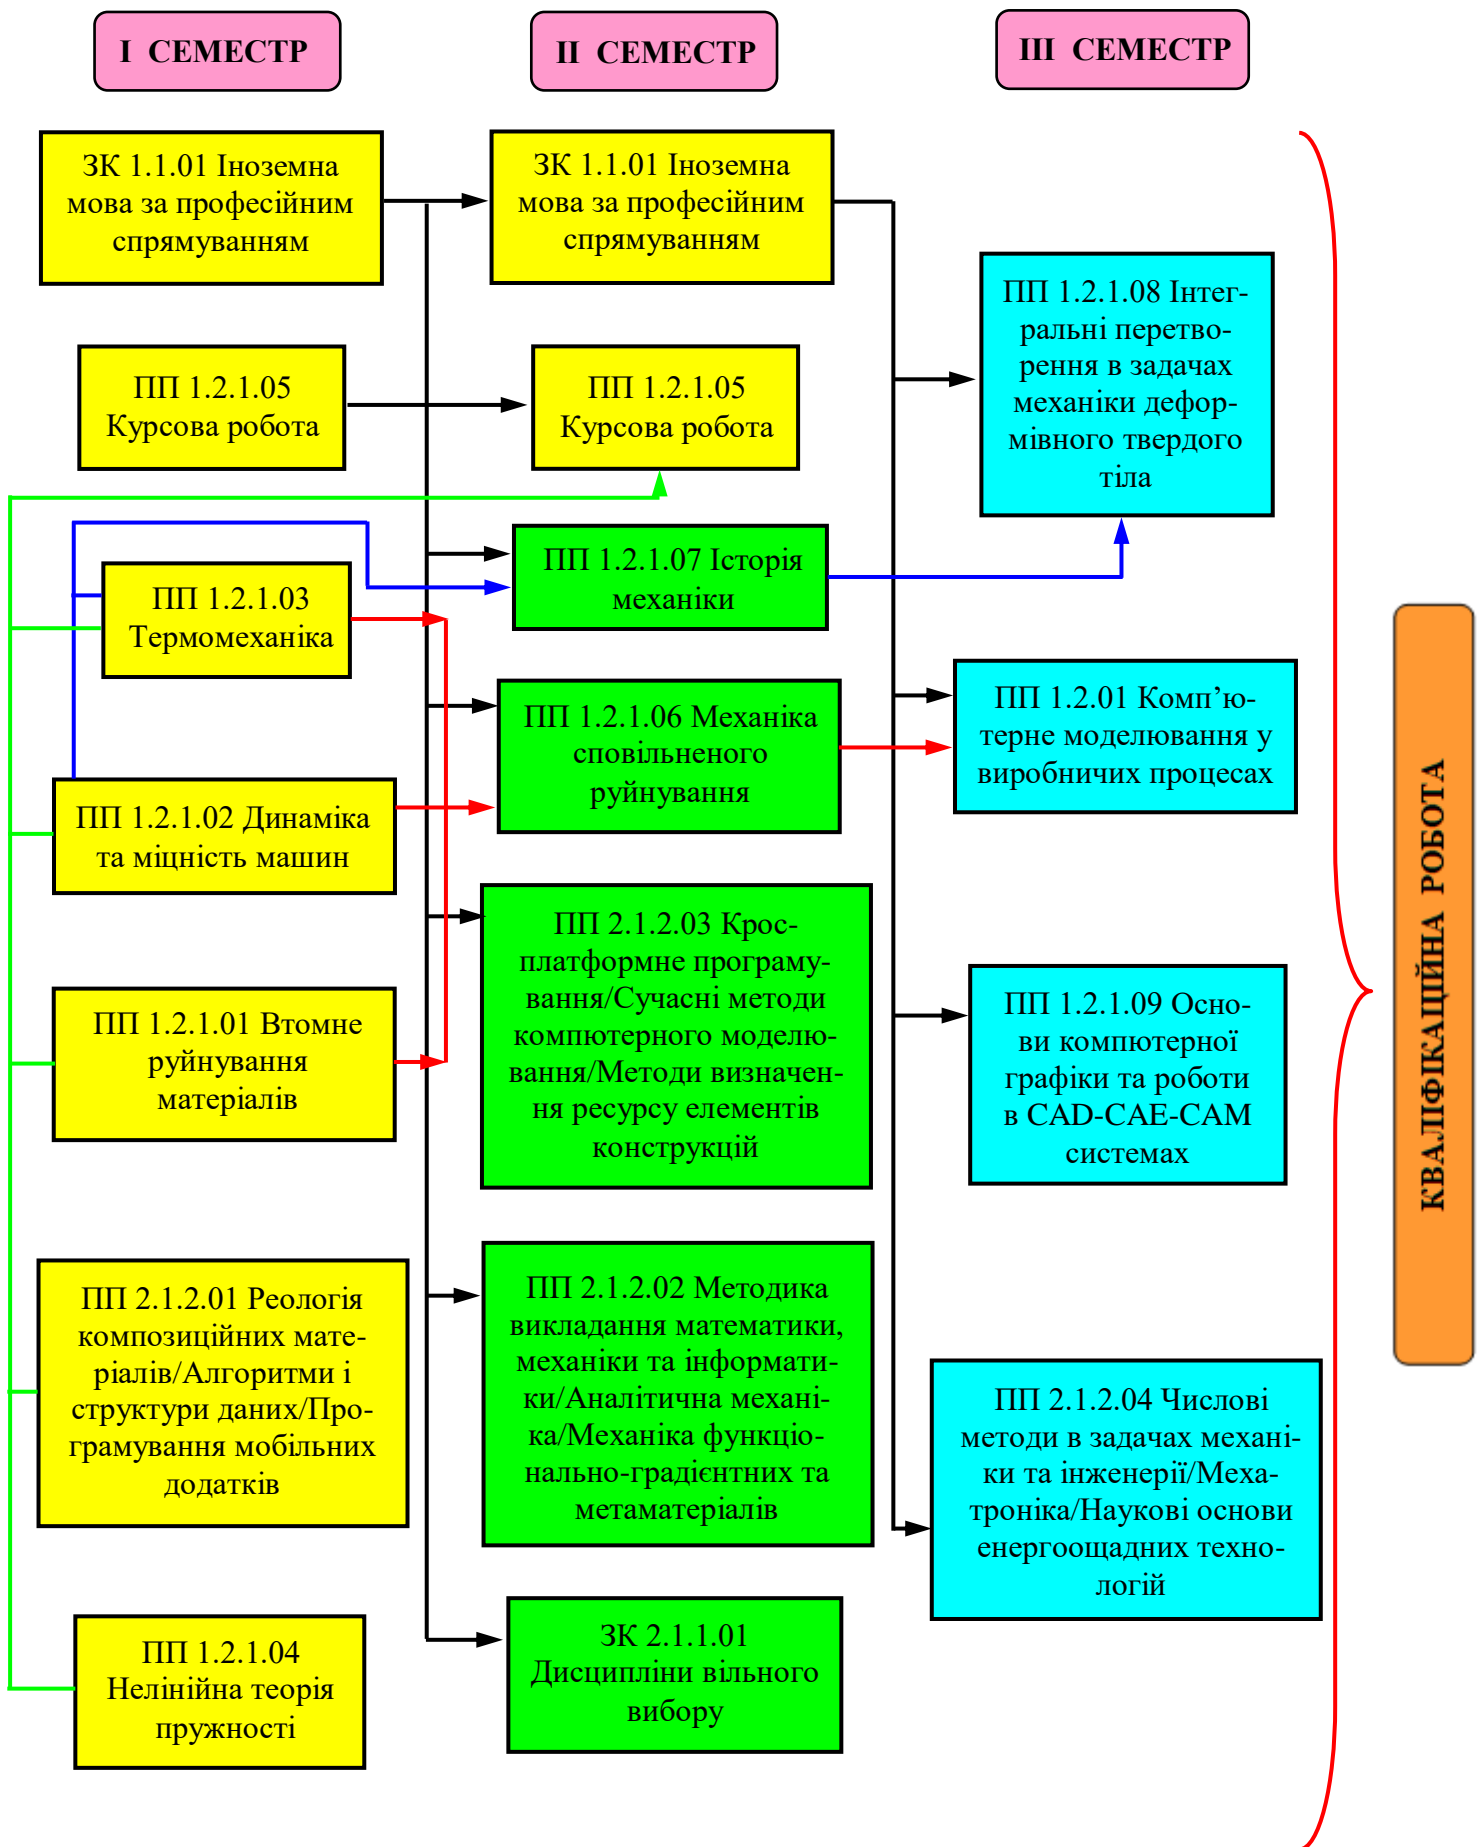 I СЕМЕСТР
II СЕМЕСТР
III СЕМЕСТР
ЗК 1.1.01 Іноземна
мова за професійним
спрямуванням
ПП 1.2.1.05
Курсова робота
ПП 1.2.1.03
Термомеханіка
ПП 1.2.1.02 Динаміка
та міцність машин
ПП 1.2.1.01 Втомне
руйнування
матеріалів
ПП 2.1.2.01 Реологія
композиційних мате-
ріалів/Алгоритми і
структури даних/Про-
грамування мобільних
додатків
ПП 1.2.1.04
Нелінійна теорія
пружності
ЗК 1.1.01 Іноземна
мова за професійним
спрямуванням
ПП 1.2.1.05
Курсова робота
ПП 1.2.1.07 Історія
механіки
ПП 1.2.1.06 Механіка
сповільненого
руйнування
ПП 2.1.2.03 Крос-
платформне програму-
вання/Сучасні методи
компютерного моделю-
вання/Методи визначен-
ня ресурсу елементів
конструкцій
ПП 2.1.2.02 Методика
викладання математики,
механіки та інформати-
ки/Аналітична механі-
ка/Механіка функціо-
нально-градієнтних та
метаматеріалів
ЗК 2.1.1.01
Дисципліни вільного
вибору
ПП 1.2.1.08 Інтег-
ральні перетво-
рення в задачах
механіки дефор-
мівного твердого
тіла
ПП 1.2.01 Комп’ю-
терне моделювання у
виробничих процесах
ПП 1.2.1.09 Осно-
ви компютерної
графіки та роботи
в CAD-CAE-CAM
системах
ПП 2.1.2.04 Числові
методи в задачах механі-
ки та інженерії/Меха-
троніка/Наукові основи
енергоощадних техно-
логій
КВАЛІФІКАЦІЙНА РОБОТА